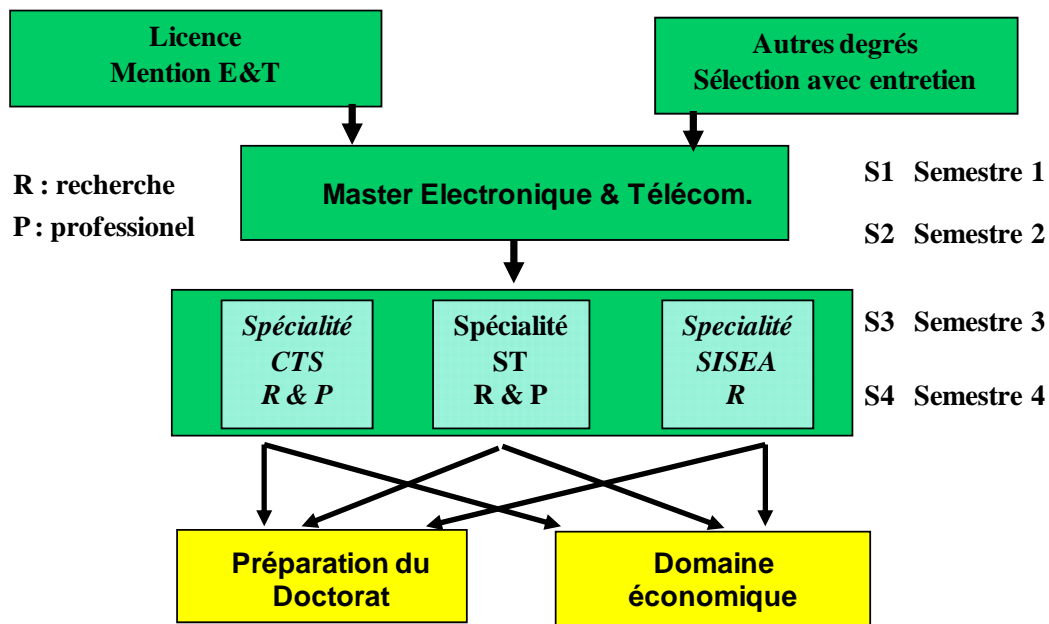 Licence
Mention E&T
Autres degrés
Sélection avec entretien
R : recherche
P : professionel
Master Electronique & Télécom.
S1 Semestre 1
S2 Semestre 2
Spécialité
CTS
R & P
Spécialité
ST
R & P
Specialité
SISEA
R
S3 Semestre 3
S4 Semestre 4
Préparation du
Doctorat
Domaine
économique